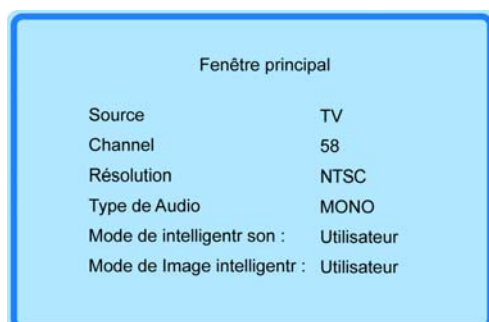 Fenêtre principal
Source TV
Channel 58
Résolution NTSC
Type de Audio MONO
Mode de intelligentr son : Utilisateur
Mode de Image intelligentr : Utilisateur